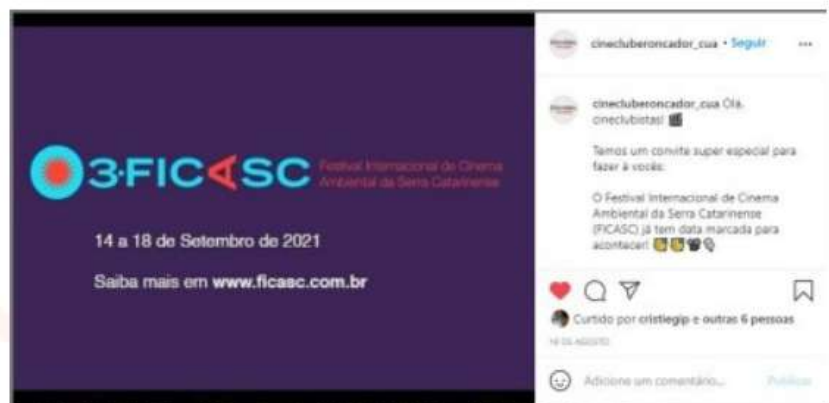 3·FICASC
Festival Internacional de Cinema
Ambiental da Serra Catarinense
14 a 18 de Setembro de 2021
Saiba mais em www.ficasc.com.br
cinecluberoncador_cua • Seguir
cinecluberoncador_cua Olá,
cineclubistas!
Temos um convite super especial para
fazer à vocês:
O Festival Internacional de Cinema
Ambiental da Serra Catarinense
(FICASC) já tem data marcada para
acontecer!
Curtido por cristiegip e outras 6 pessoas
Adicione um comentário...
Publicar